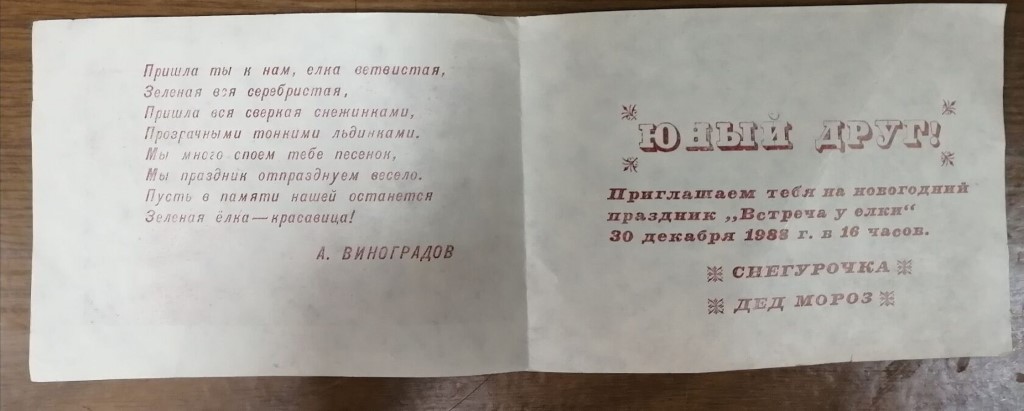 Пришла ты к нам, елка ветвистая,
Зеленая вся серебристая,
Пришла вся сверкая снежинками,
Прозрачными тонкими льдинками.
Мы много споем тебе песенок,
Мы праздник отпразднуем весело.
Пусть в памяти нашей останется
Зеленая ёлка—красавица!
А. ВИНОГРАДОВ
ЮНЫЙ ДРУГ!
Приглашаем тебя на новогодний
праздник „Встреча у елки“
30 декабря г. в 16 часов.
СНЕГУРОЧКА
ДЕД МОРОЗ